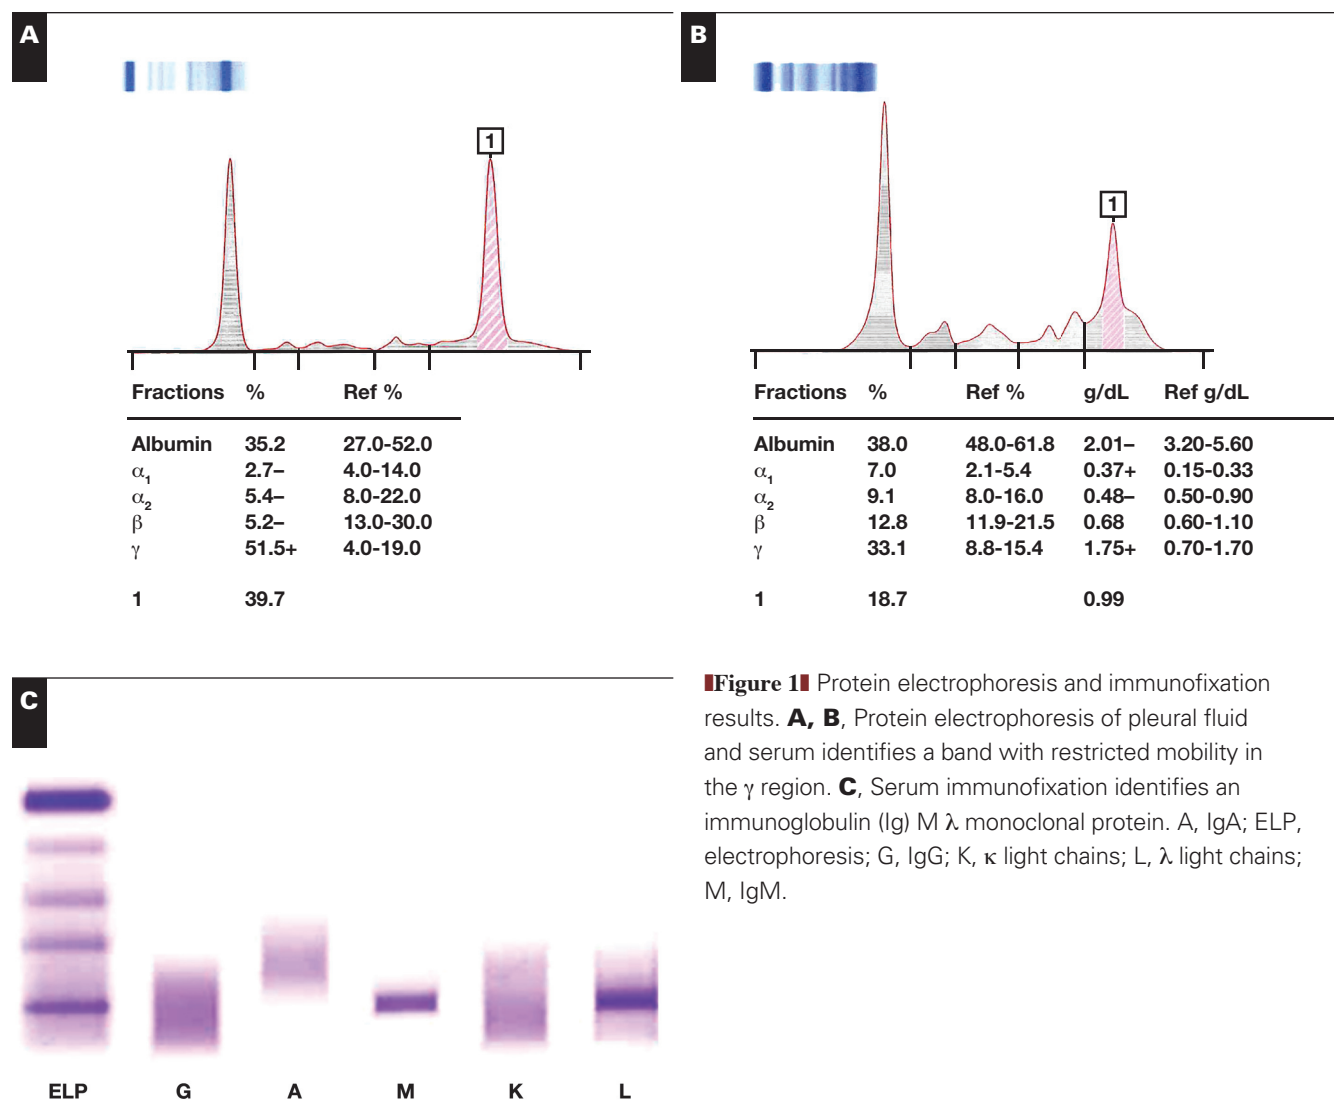 A
1
Fractions % Ref %
Albumin 35.2 27.0-52.0
α1 2.7– 4.0-14.0
α2 5.4– 8.0-22.0
β 5.2– 13.0-30.0
γ 51.5+ 4.0-19.0
1 39.7
B
1
Fractions % Ref % g/dL Ref g/dL
Albumin 38.0 48.0-61.8 2.01– 3.20-5.60
α1 7.0 2.1-5.4 0.37+ 0.15-0.33
α2 9.1 8.0-16.0 0.48– 0.50-0.90
β 12.8 11.9-21.5 0.68 0.60-1.10
γ 33.1 8.8-15.4 1.75+ 0.70-1.70
1 18.7 0.99
C
ELP G A M K L
Figure 1 Protein electrophoresis and immunofixation
results. A, B, Protein electrophoresis of pleural fluid
and serum identifies a band with restricted mobility in
the γ region. C, Serum immunofixation identifies an
immunoglobulin (Ig) M λ monoclonal protein. A, IgA; ELP,
electrophoresis; G, IgG; K, κ light chains; L, λ light chains;
M, IgM.